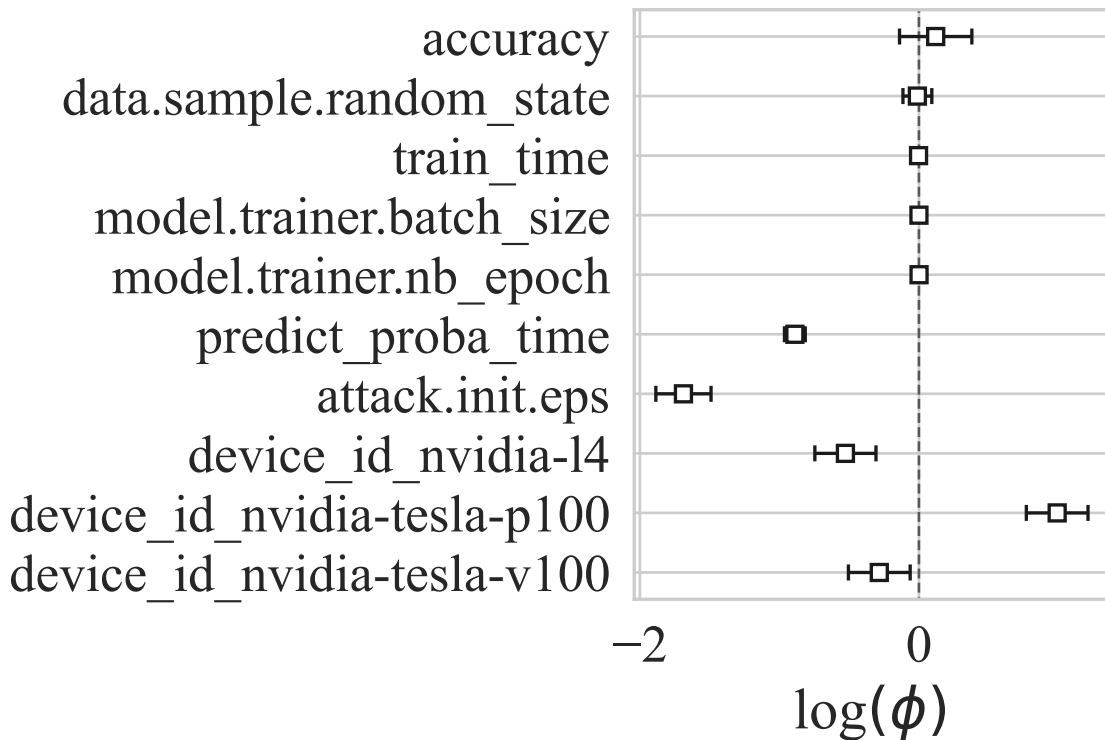 accuracy
data.sample.random_state
train_time
model.trainer.batch_size
model.trainer.nb_epoch
predict_proba_time
attack.init.eps
device_id_nvidia-l4
device_id_nvidia-tesla-p100
device_id_nvidia-tesla-v100
−2 0
log(ϕ)